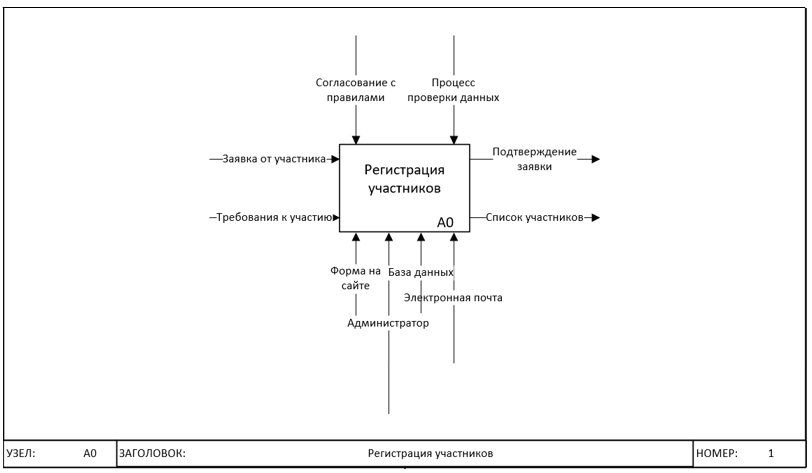 Согласование с
правилами
Процесс
проверки данных
Заявка от участника
Регистрация
участников
Подтверждение
заявки
Требования к участию
A0
Список участников
Форма на
сайте
База данных
Электронная почта
Администратор
УЗЕЛ: A0 ЗАГОЛОВОК: Регистрация участников НОМЕР: 1